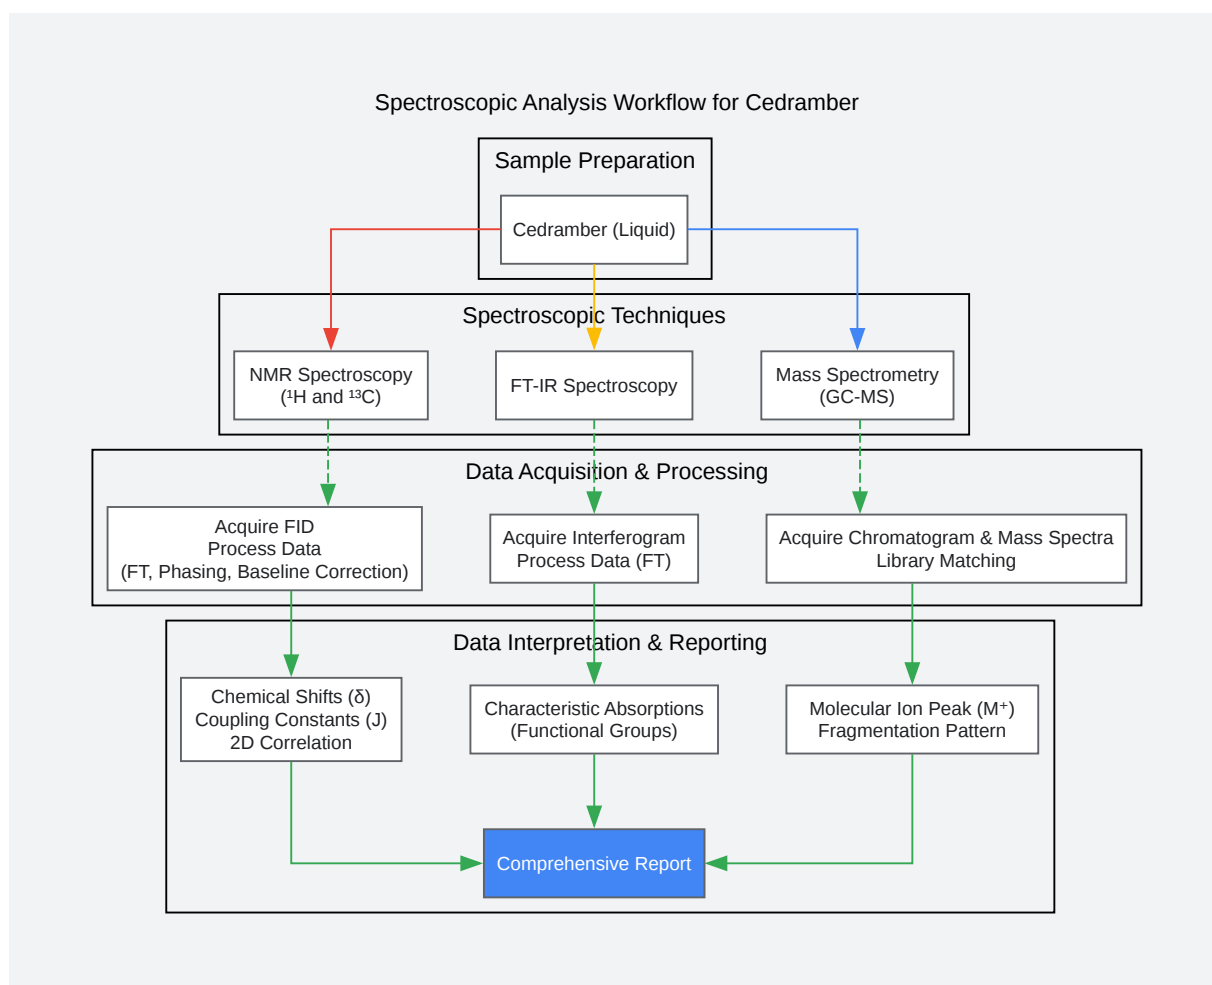 Spectroscopic Analysis Workflow for Cedramber
Sample Preparation
Cedramber (Liquid)
Spectroscopic Techniques
NMR Spectroscopy
(¹H and ¹³C)
FT-IR Spectroscopy
Mass Spectrometry
(GC-MS)
Data Acquisition & Processing
Acquire FID
Process Data
(FT, Phasing, Baseline Correction)
Acquire Interferogram
Process Data (FT)
Acquire Chromatogram & Mass Spectra
Library Matching
Data Interpretation & Reporting
Chemical Shifts (δ)
Coupling Constants (J)
2D Correlation
Characteristic Absorptions
(Functional Groups)
Molecular Ion Peak (M⁺)
Fragmentation Pattern
Comprehensive Report